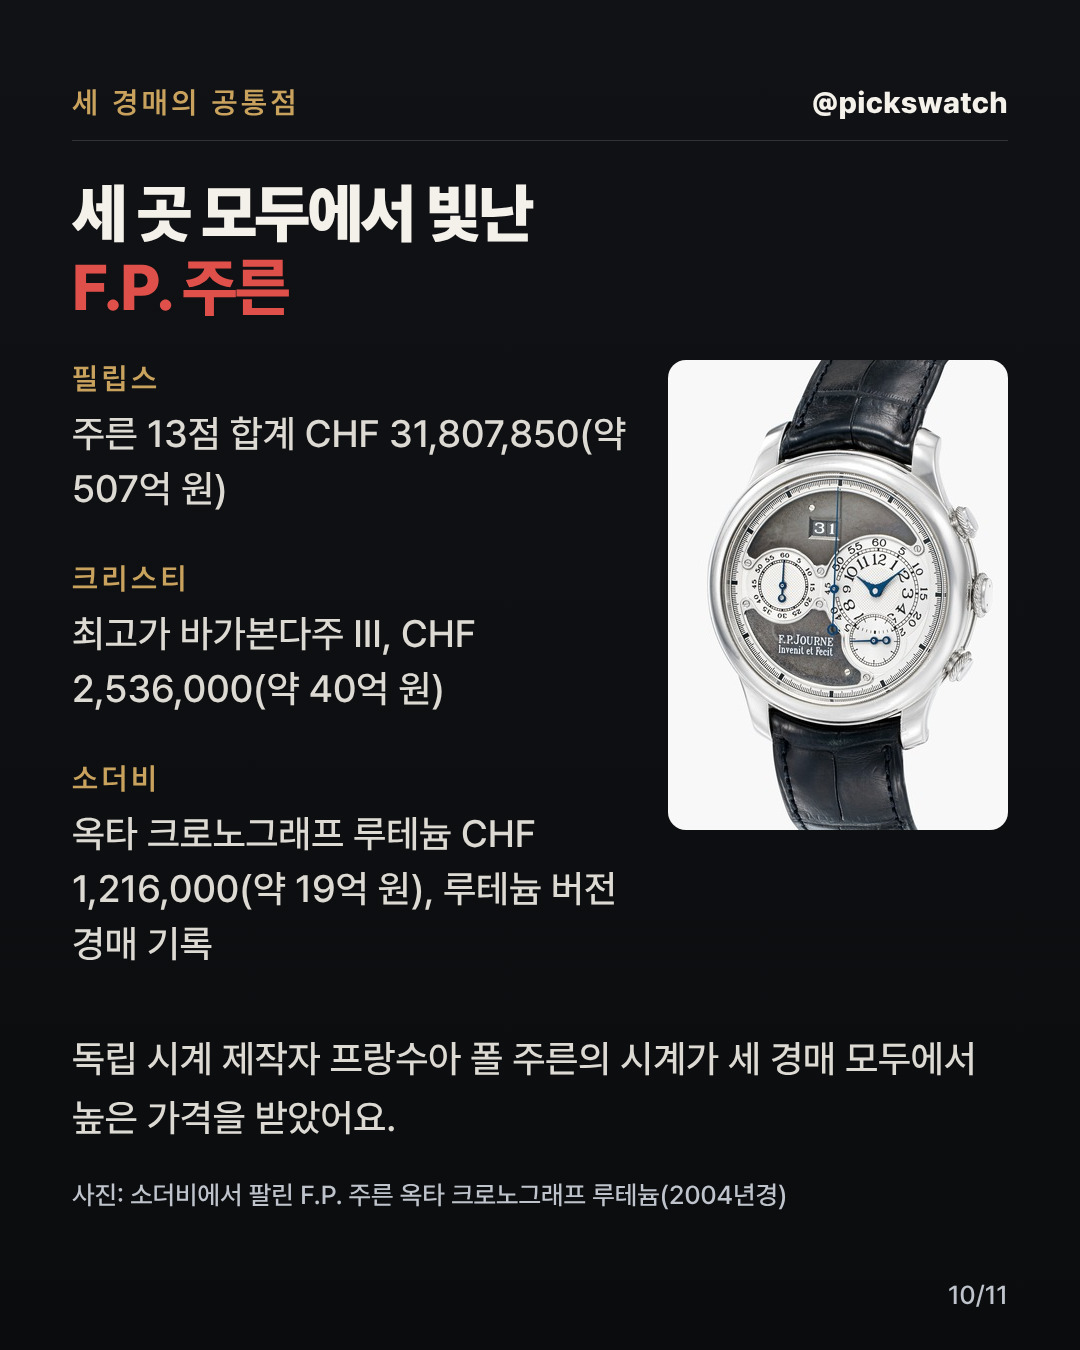 세 경매의 공통점
@pickswatch
세 곳 모두에서 빛난
F.P. 주른
필립스
주른 13점 합계 CHF 31,807,850(약
507억 원)
크리스티
최고가 바가본다주 III, CHF
2,536,000(약 40억 원)
소더비
옥타 크로노그래프 루테늄 CHF
1,216,000(약 19억 원), 루테늄 버전
경매 기록
31
F.P.JOURNE
Invenit et Fecit
독립 시계 제작자 프랑수아 폴 주른의 시계가 세 경매 모두에서
높은 가격을 받았어요.
사진: 소더비에서 팔린 F.P. 주른 옥타 크로노그래프 루테늄(2004년경)
10/11